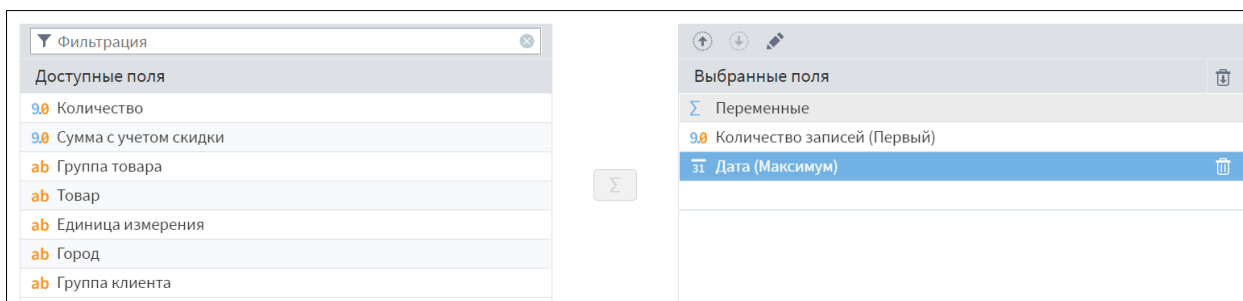 Фильтрация
Доступные поля
9.0 Количество
9.0 Сумма с учетом скидки
ab Группа товара
ab Товар
ab Единица измерения
ab Город
ab Группа клиента
Σ
Выбранные поля
Σ Переменные
9.0 Количество записей (Первый)
31 Дата (Максимум)